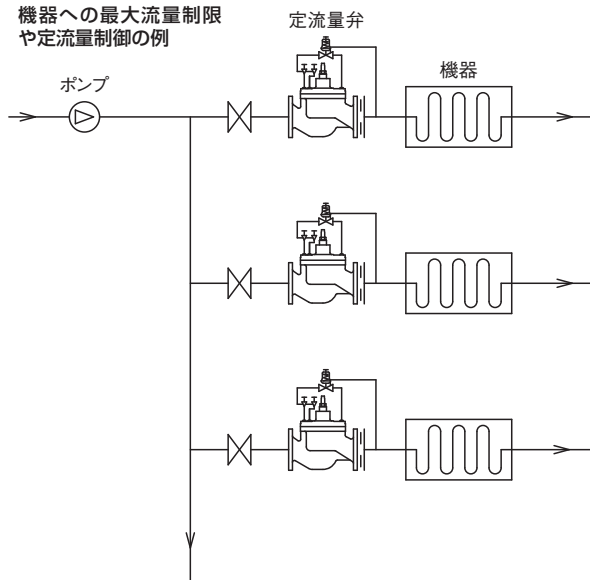 機器への最大流量制限
や定流量制御の例
定流量弁
ポンプ
機器